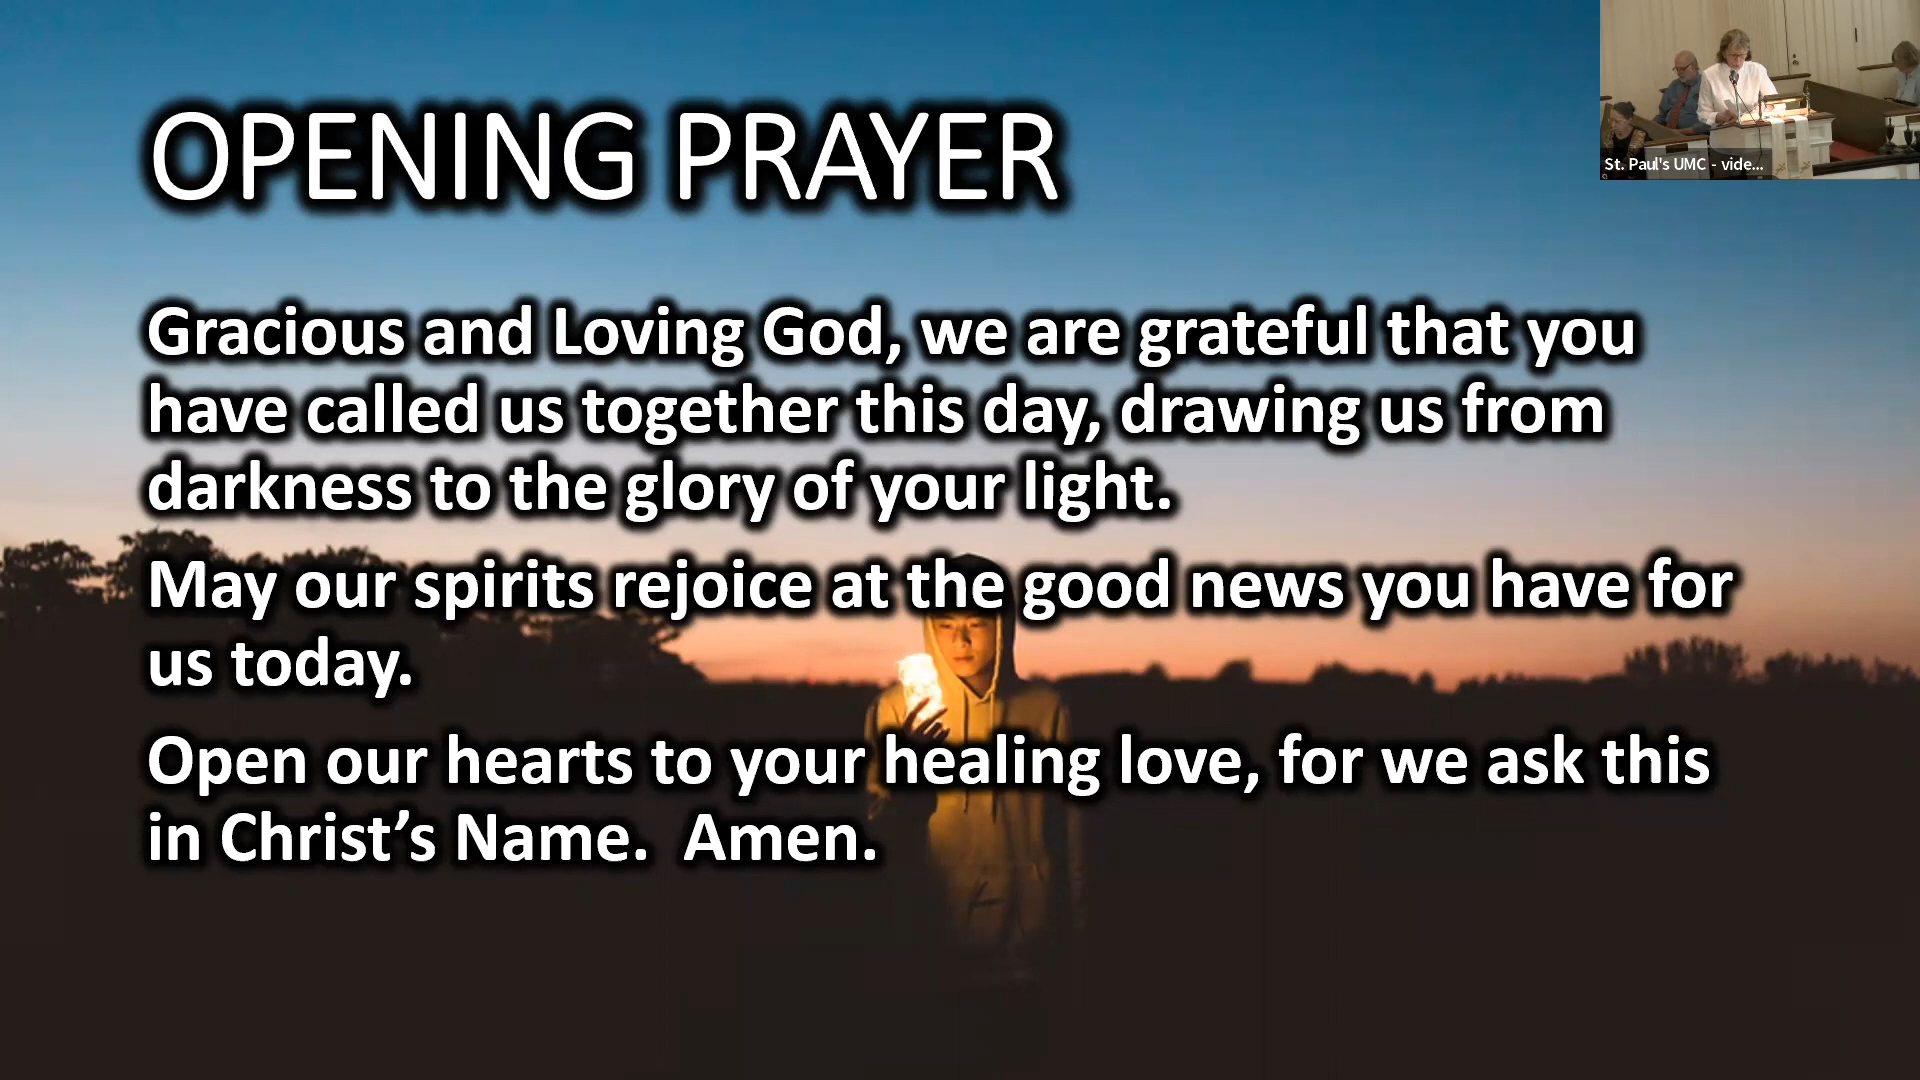 OPENING PRAYER
Gracious and Loving God, we are grateful that you
have called us together this day, drawing us from
darkness to the glory of your light.
May our spirits rejoice at the good news you have for
us today.
Open our hearts to your healing love, for we ask this
in Christ’s Name.  Amen.
St. Paul's UMC - vide...